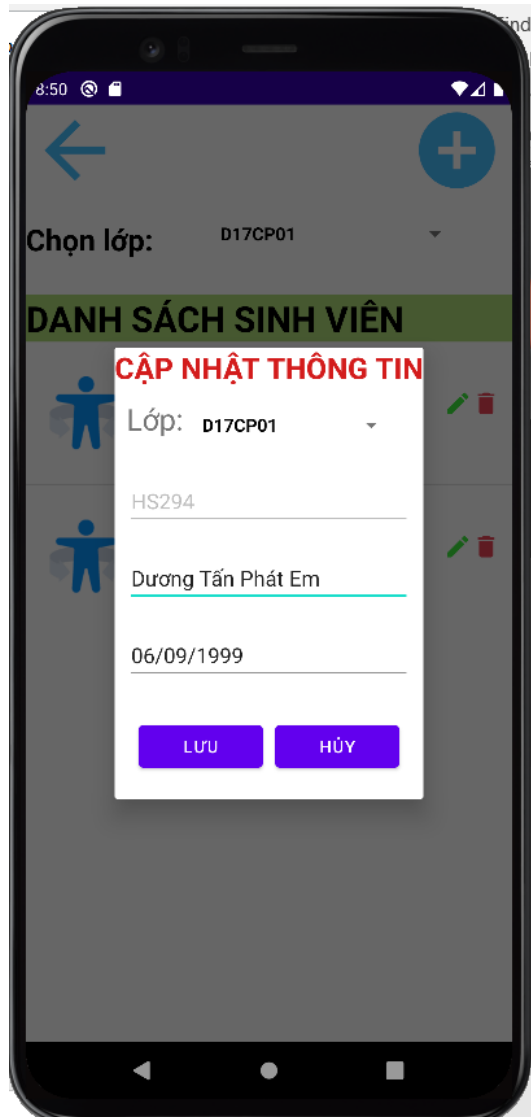 8:50
Chọn lớp: D17CP01
DANH SÁCH SINH VIÊN
CẬP NHẬT THÔNG TIN
Lớp: D17CP01
HS294
Dương Tấn Phát Em
06/09/1999
LƯU HỦY